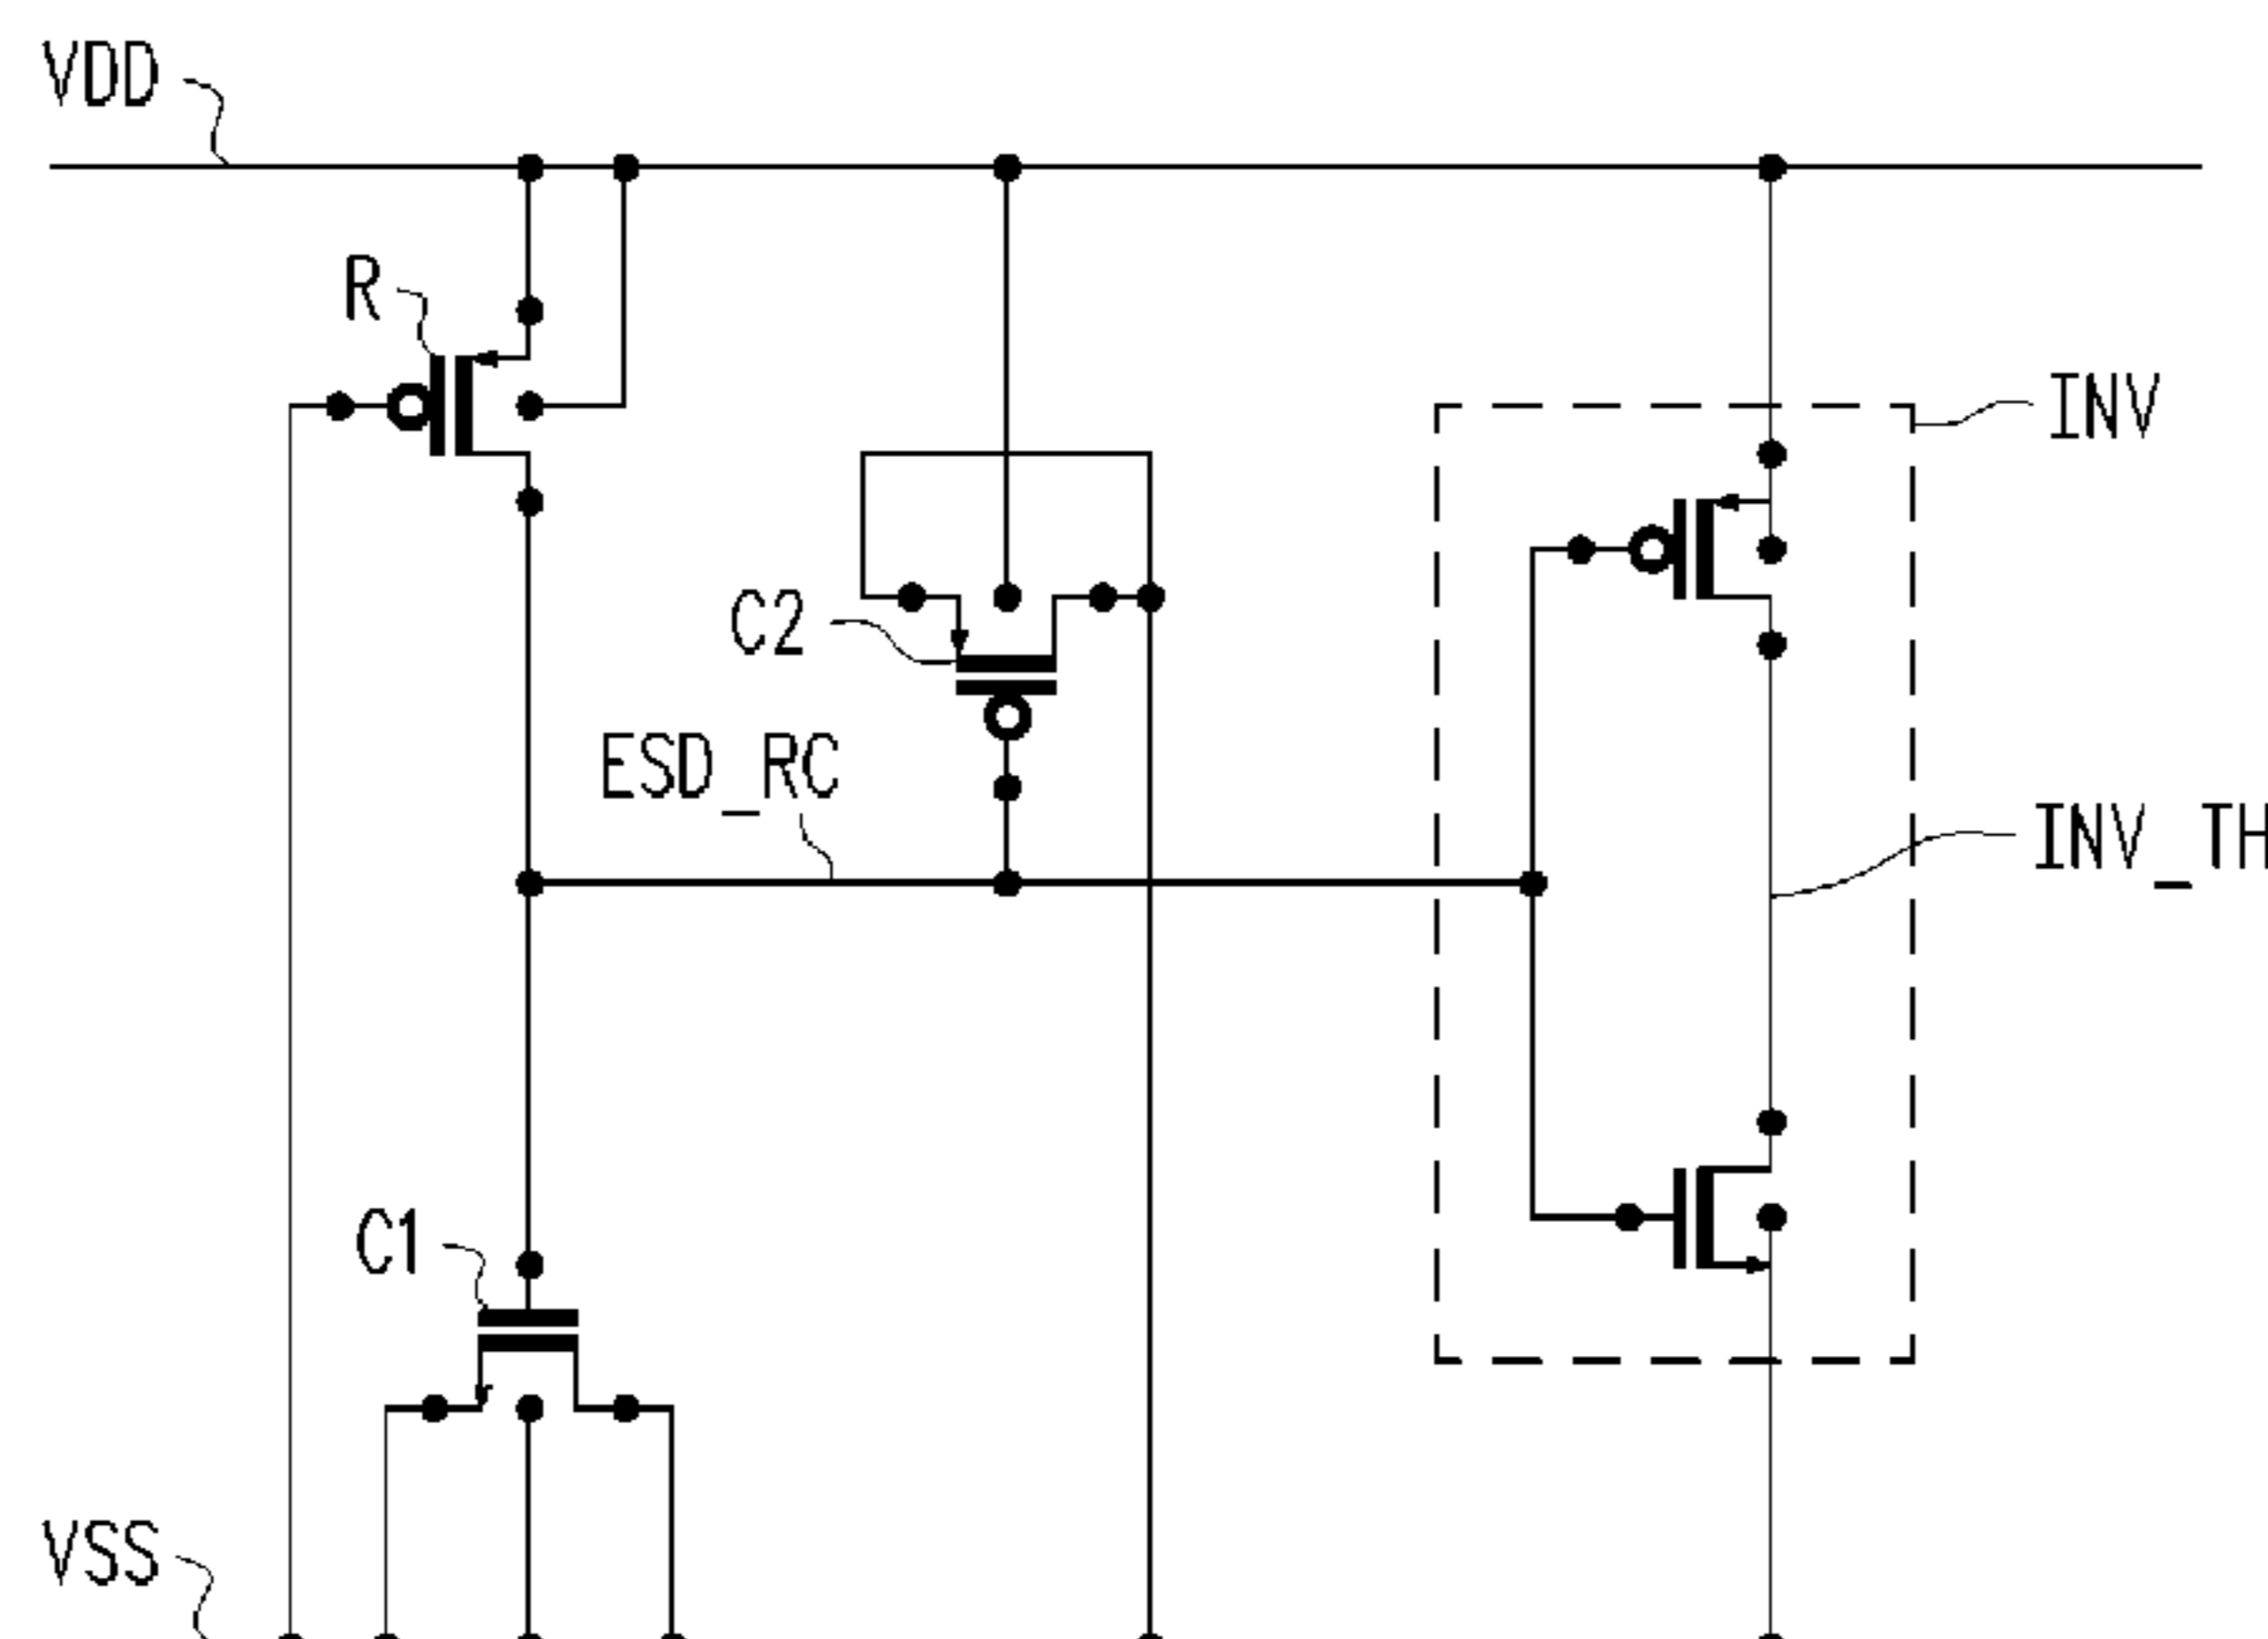 VDD
R
INV
C2
ESD_RC
INV_TH
C1
VSS